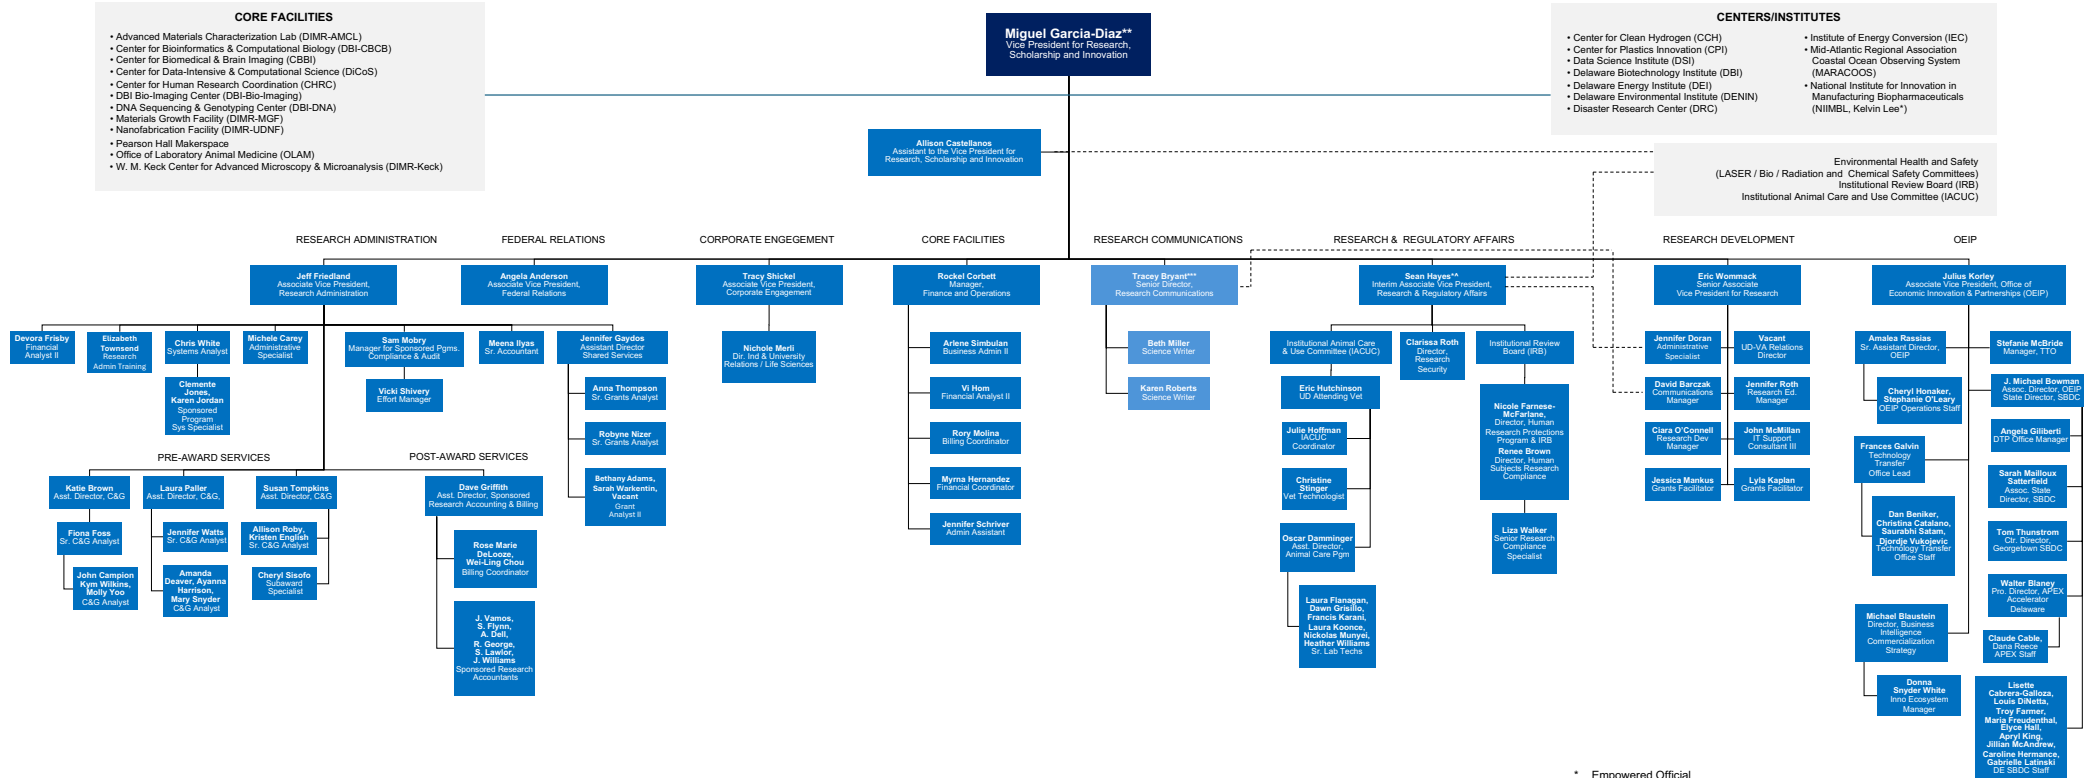 CORE FACILITIES
• Advanced Materials Characterization Lab (DIMR-AMCL)
• Center for Bioinformatics & Computational Biology (DBI-CBCB)
• Center for Biomedical & Brain Imaging (CBBI)
• Center for Data-Intensive & Computational Science (DiCoS)
• Center for Human Research Coordination (CHRC)
• DBI Bio-Imaging Center (DBI-Bio-Imaging)
• DNA Sequencing & Genotyping Center (DBI-DNA)
• Materials Growth Facility (DIMR-MGF)
• Nanofabrication Facility (DIMR-UDNF)
• Pearson Hall Makerspace
• Office of Laboratory Animal Medicine (OLAM)
• W. M. Keck Center for Advanced Microscopy & Microanalysis (DIMR-Keck)
Miguel Garcia-Diaz**
Vice President for Research,
Scholarship and Innovation
CENTERS/INSTITUTES
• Center for Clean Hydrogen (CCH)
• Center for Plastics Innovation (CPI)
• Data Science Institute (DSI)
• Delaware Biotechnology Institute (DBI)
• Delaware Energy Institute (DEI)
• Delaware Environmental Institute (DENIN)
• Disaster Research Center (DRC)
• Institute of Energy Conversion (IEC)
• Mid-Atlantic Regional Association
Coastal Ocean Observing System
(MARACOOS)
• National Institute for Innovation in
Manufacturing Biopharmaceuticals
(NIIMBL, Kelvin Lee*)
Allison Castellanos
Assistant to the Vice President for
Research, Scholarship and Innovation
Environmental Health and Safety
(LASER / Bio / Radiation and Chemical Safety Committees)
Institutional Review Board (IRB)
Institutional Animal Care and Use Committee (IACUC)
RESEARCH ADMINISTRATION
FEDERAL RELATIONS
CORPORATE ENGEGEMENT
CORE FACILITIES
RESEARCH COMMUNICATIONS
RESEARCH & REGULATORY AFFAIRS
RESEARCH DEVELOPMENT
OEIP
Jeff Friedland
Associate Vice President,
Research Administration
Angela Anderson
Associate Vice President,
Federal Relations
Tracy Shickel
Associate Vice President,
Corporate Engagement
Rockel Corbett
Manager,
Finance and Operations
Tracey Bryant***
Senior Director,
Research Communications
Sean Hayes**
Interim Associate Vice President,
Research & Regulatory Affairs
Eric Wommack
Senior Associate
Vice President for Research
Julius Korley
Associate Vice President, Office of
Economic Innovation & Partnerships (OEIP)
Devora Frisby
Financial
Analyst II
Elizabeth
Townsend
Research
Admin Training
Chris White
Systems Analyst
Clemente
Jones,
Karen Jordan
Sponsored
Program
Sys Specialist
Michele Carey
Administrative
Specialist
Sam Mobry
Manager for Sponsored Pgms.
Compliance & Audit
Vicki Shivery
Effort Manager
Meena Ilyas
Sr. Accountant
Jennifer Gaydos
Assistant Director
Shared Services
Anna Thompson
Sr. Grants Analyst
Robyne Nizer
Sr. Grants Analyst
Bethany Adams,
Sarah Warkentin,
Vacant
Grant
Analyst II
PRE-AWARD SERVICES
POST-AWARD SERVICES
Katie Brown
Asst. Director, C&G
Fiona Foss
Sr. C&G Analyst
John Campion
Kym Wilkins,
Molly Yoo
C&G Analyst
Laura Paller
Asst. Director, C&G,
Jennifer Watts
Sr. C&G Analyst
Amanda
Deaver, Ayanna
Harrison,
Mary Snyder
C&G Analyst
Susan Tompkins
Asst. Director, C&G
Allison Roby,
Kristen English
Sr. C&G Analyst
Cheryl Sisofo
Subaward
Specialist
Dave Griffith
Asst. Director, Sponsored
Research Accounting & Billing
Rose Marie
DeLooze,
Wei-Ling Chou
Billing Coordinator
J. Vamos,
S. Flynn,
A. Dell,
R. George,
S. Lawlor,
J. Williams
Sponsored Research
Accountants
Nichole Merli
Dir. Ind & University
Relations / Life Sciences
Arlene Simbulan
Business Admin II
Vi Hom
Financial Analyst II
Rory Molina
Billing Coordinator
Myrna Hernandez
Financial Coordinator
Jennifer Schriver
Admin Assistant
Beth Miller
Science Writer
Karen Roberts
Science Writer
Institutional Animal Care
& Use Committee (IACUC)
Eric Hutchinson
UD Attending Vet
Julie Hoffman
IACUC
Coordinator
Christine
Stinger
Vet Technologist
Oscar Damminger
Asst. Director,
Animal Care Pgm
Laura Flanagan,
Dawn Grisillo,
Francis Karani,
Laura Koonce,
Nickolas Munyei,
Heather Williams
Sr. Lab Techs
Clarissa Roth
Director,
Research
Security
Institutional Review
Board (IRB)
Nicole Farnese-
McFarlane,
Director, Human
Research Protections
Program & IRB
Renee Brown
Director, Human
Subjects Research
Compliance
Liza Walker
Senior Research
Compliance
Specialist
Jennifer Doran
Administrative
Specialist
Vacant
UD-VA Relations
Director
David Barczak
Communications
Manager
Jennifer Roth
Research Ed.
Manager
Ciara O'Connell
Research Dev
Manager
John McMillan
IT Support
Consultant III
Jessica Mankus
Grants Facilitator
Lyla Kaplan
Grants Facilitator
Amalea Rassias
Sr. Assistant Director,
OEIP
Cheryl Honaker,
Stephanie O'Leary
OEIP Operations Staff
Frances Galvin
Technology
Transfer
Office Lead
Dan Beniker,
Christina Catalano,
Saurabhi Satam,
Djordje Vukojevic
Technology Transfer
Office Staff
Michael Blaustein
Director, Business
Intelligence
Commercialization
Strategy
Donna
Snyder White
Inno Ecosystem
Manager
Stefanie McBride
Manager, TTO
J. Michael Bowman
Assoc. Director, OEIP
State Director, SBDC
Angela Giliberti
DTP Office Manager
Sarah Mailloux
Satterfield
Assoc. State
Director, SBDC
Tom Thunstrom
Ctr. Director,
Georgetown SBDC
Walter Blaney
Pro. Director, APEX
Accelerator
Delaware
Claude Cable,
Dana Reece
APEX Staff
Lisette
Cabrera-Galloza,
Louis DiNetta,
Troy Farmer,
Maria Freudenthal,
Elyce Hall,
Apryl King,
Jillian McAndrew,
Caroline Hermance,
Gabrielle Latinski
DE SBDC Staff
* Empowered Official